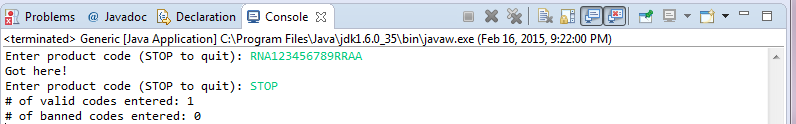 Problems @ Javadoc Declaration Console
<terminated> Generic [Java Application] C:\Program Files\Java\jdk1.6.0_35\bin\javaw.exe (Feb 16, 2015, 9:22:00 PM)
Enter product code (STOP to quit): RNA123456789RRAA
Got here!
Enter product code (STOP to quit): STOP
# of valid codes entered: 1
# of banned codes entered: 0